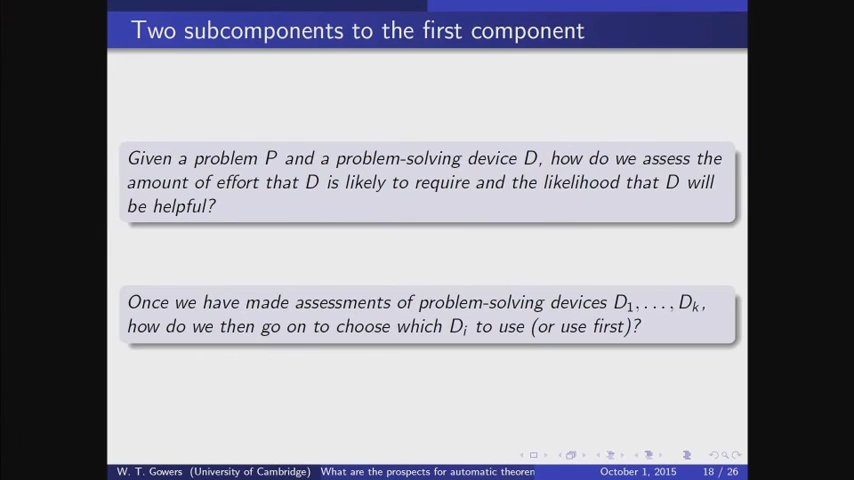 Two subcomponents to the first component
Given a problem P and a problem-solving device D, how do we assess the
amount of effort that D is likely to require and the likelihood that D will
be helpful?
Once we have made assessments of problem-solving devices D₁, . . . , Dₖ,
how do we then go on to choose which Dᵢ to use (or use first)?
W. T. Gowers (University of Cambridge) What are the prospects for automatic theorem October 1, 2015 18 / 26